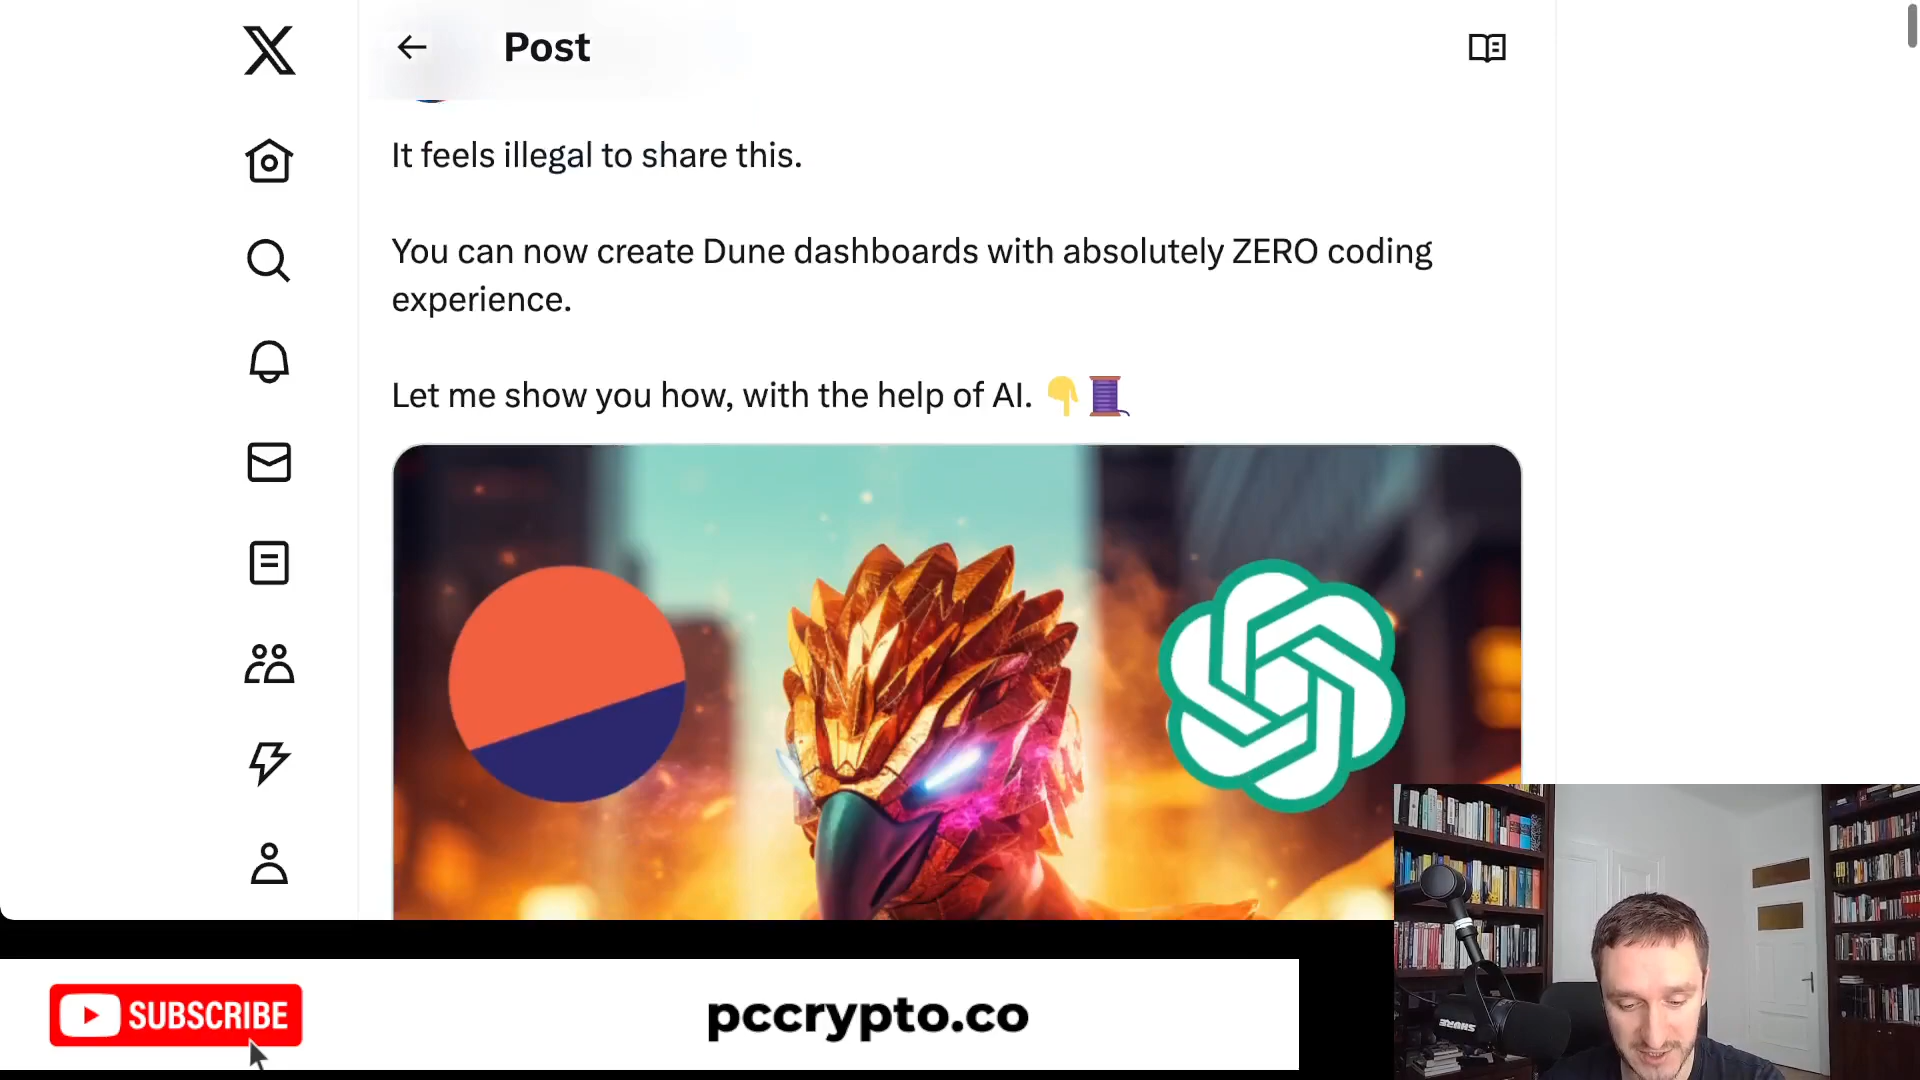 Post
It feels illegal to share this.
You can now create Dune dashboards with absolutely ZERO coding
experience.
Let me show you how, with the help of AI. 👇🧵
SUBSCRIBE
pccrypto.co